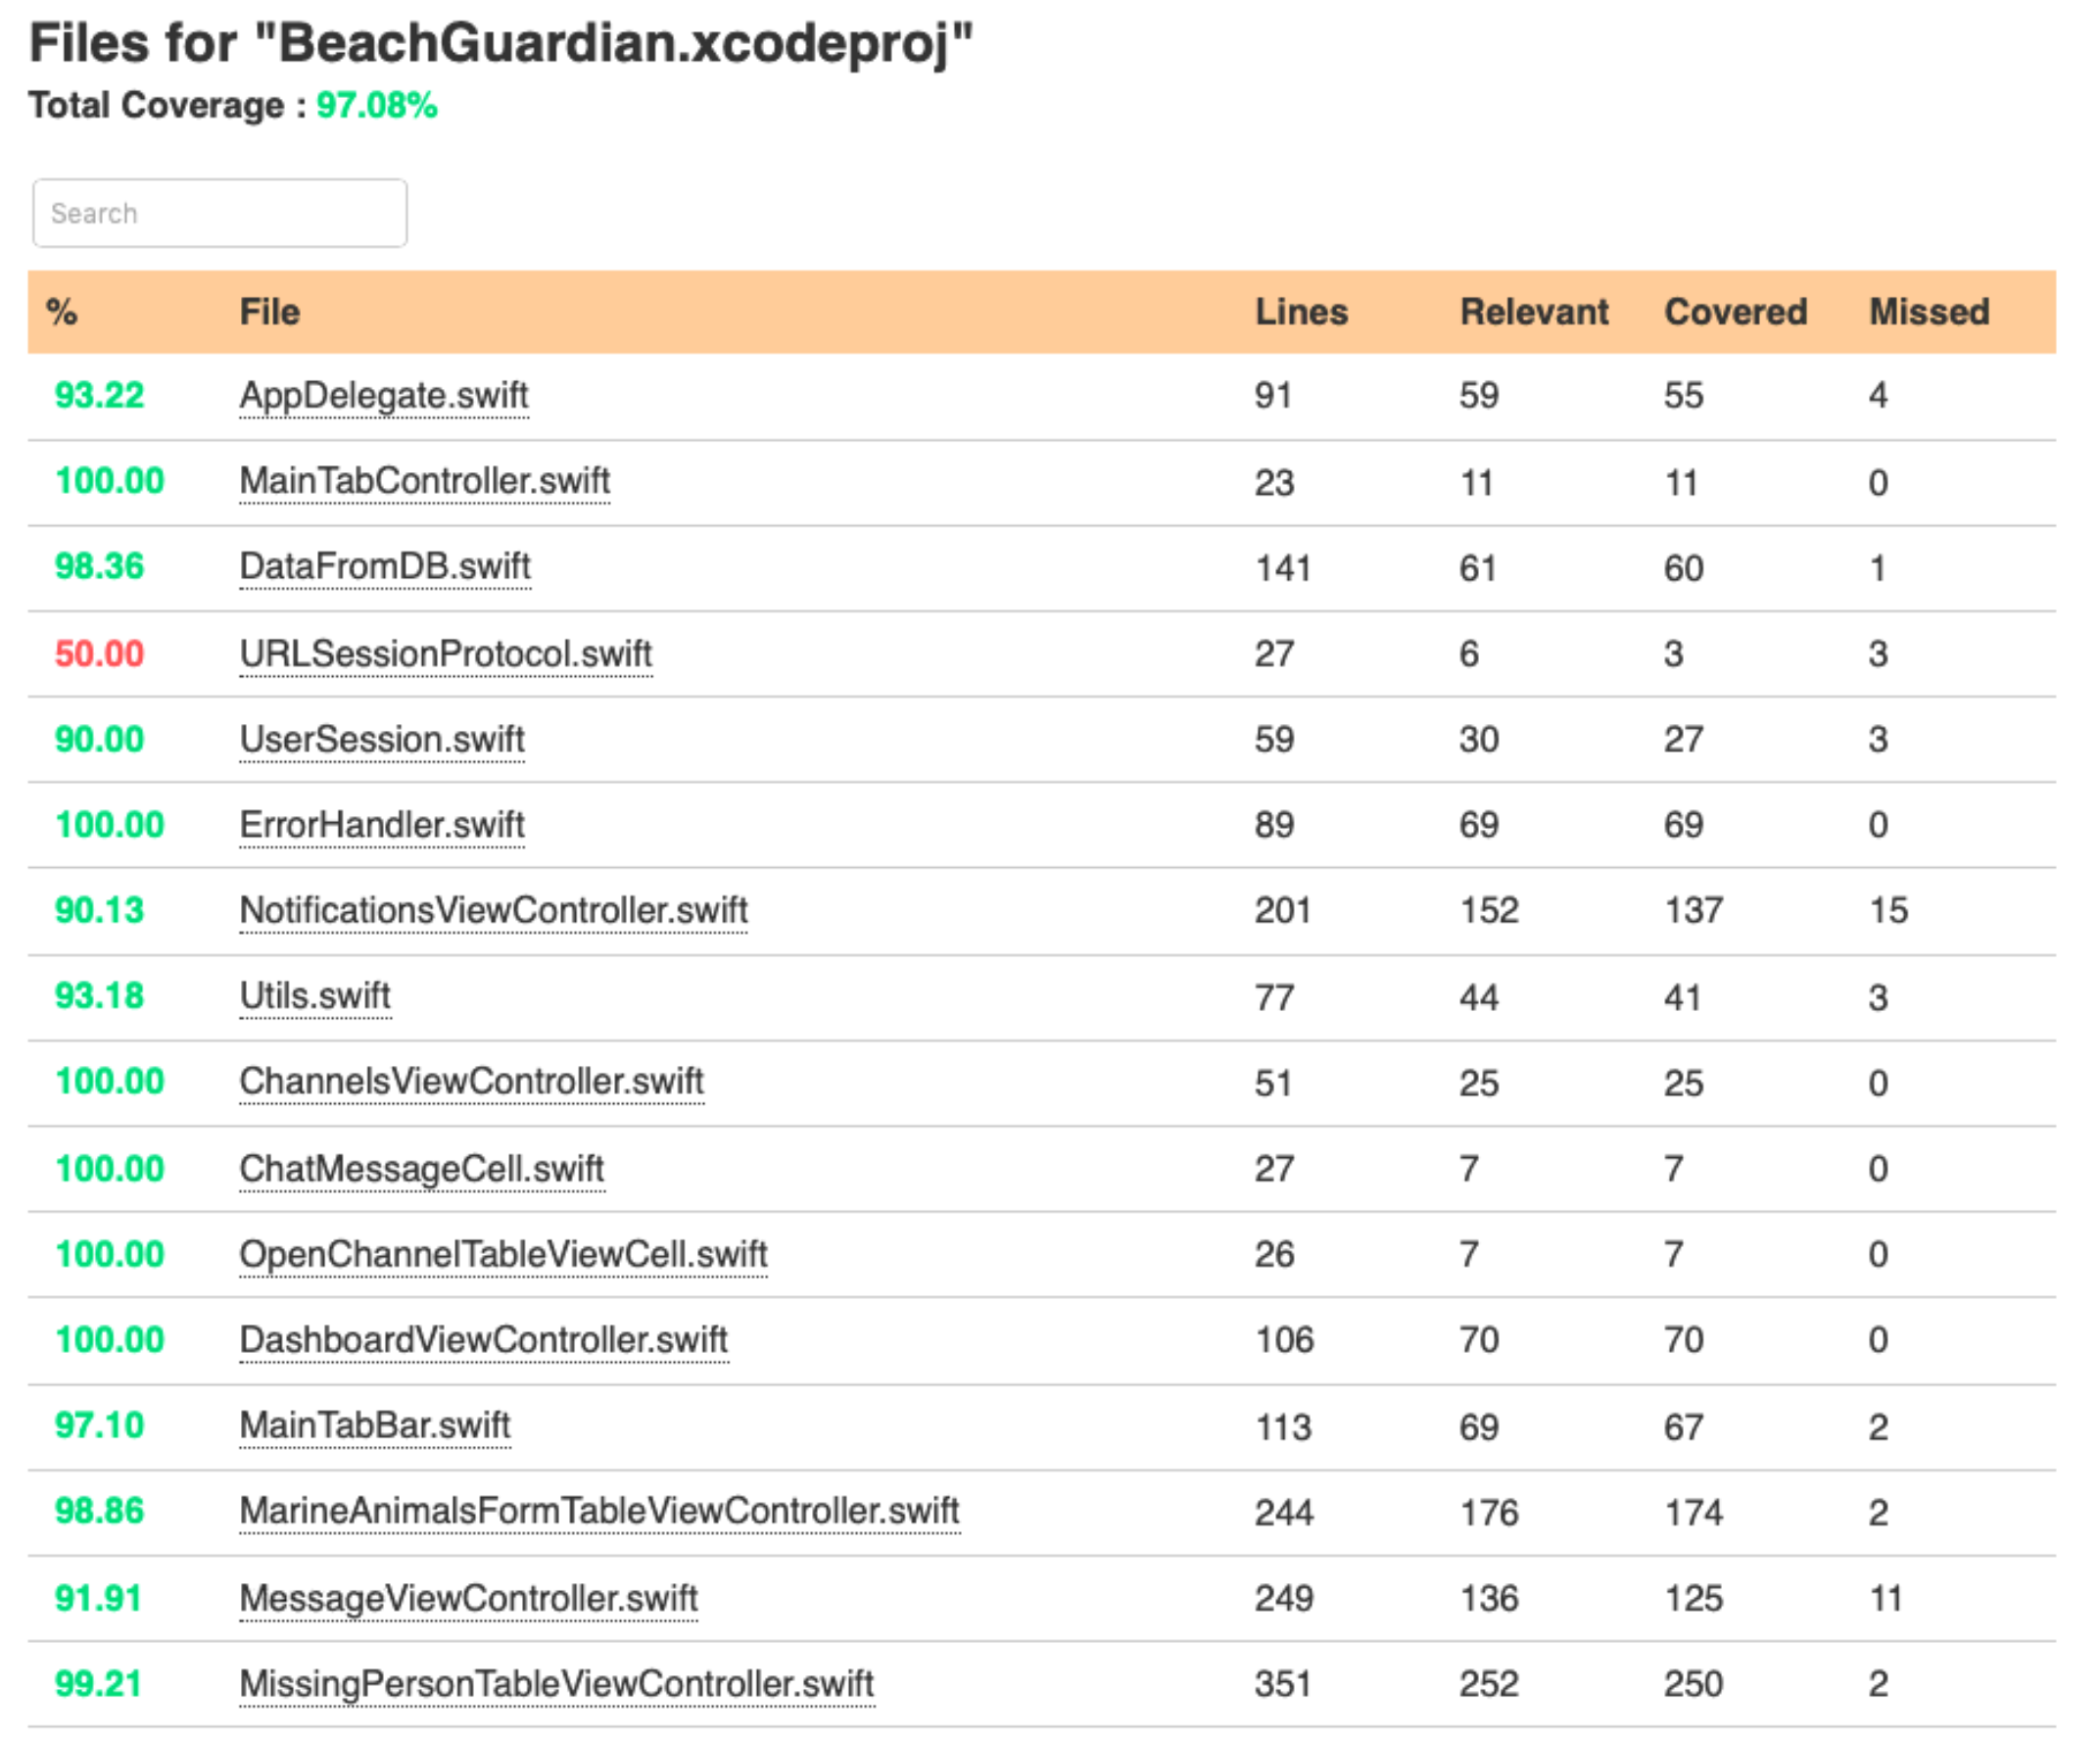 Files for "BeachGuardian.xcodeproj"
Total Coverage : 97.08%
Search
% File Lines Relevant Covered Missed
93.22 AppDelegate.swift 91 59 55 4
100.00 MainTabController.swift 23 11 11 0
98.36 DataFromDB.swift 141 61 60 1
50.00 URLSessionProtocol.swift 27 6 3 3
90.00 UserSession.swift 59 30 27 3
100.00 ErrorHandler.swift 89 69 69 0
90.13 NotificationsViewController.swift 201 152 137 15
93.18 Utils.swift 77 44 41 3
100.00 ChannelsViewController.swift 51 25 25 0
100.00 ChatMessageCell.swift 27 7 7 0
100.00 OpenChannelTableViewCell.swift 26 7 7 0
100.00 DashboardViewController.swift 106 70 70 0
97.10 MainTabBar.swift 113 69 67 2
98.86 MarineAnimalsFormTableViewController.swift 244 176 174 2
91.91 MessageViewController.swift 249 136 125 11
99.21 MissingPersonTableViewController.swift 351 252 250 2